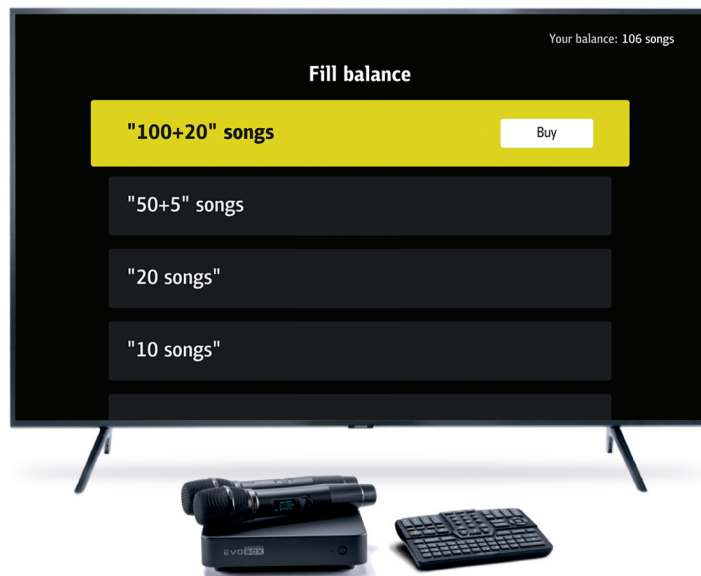 Your balance: 106 songs
Fill balance
"100+20" songs
Buy
"50+5" songs
"20 songs"
"10 songs"
EVOBOX